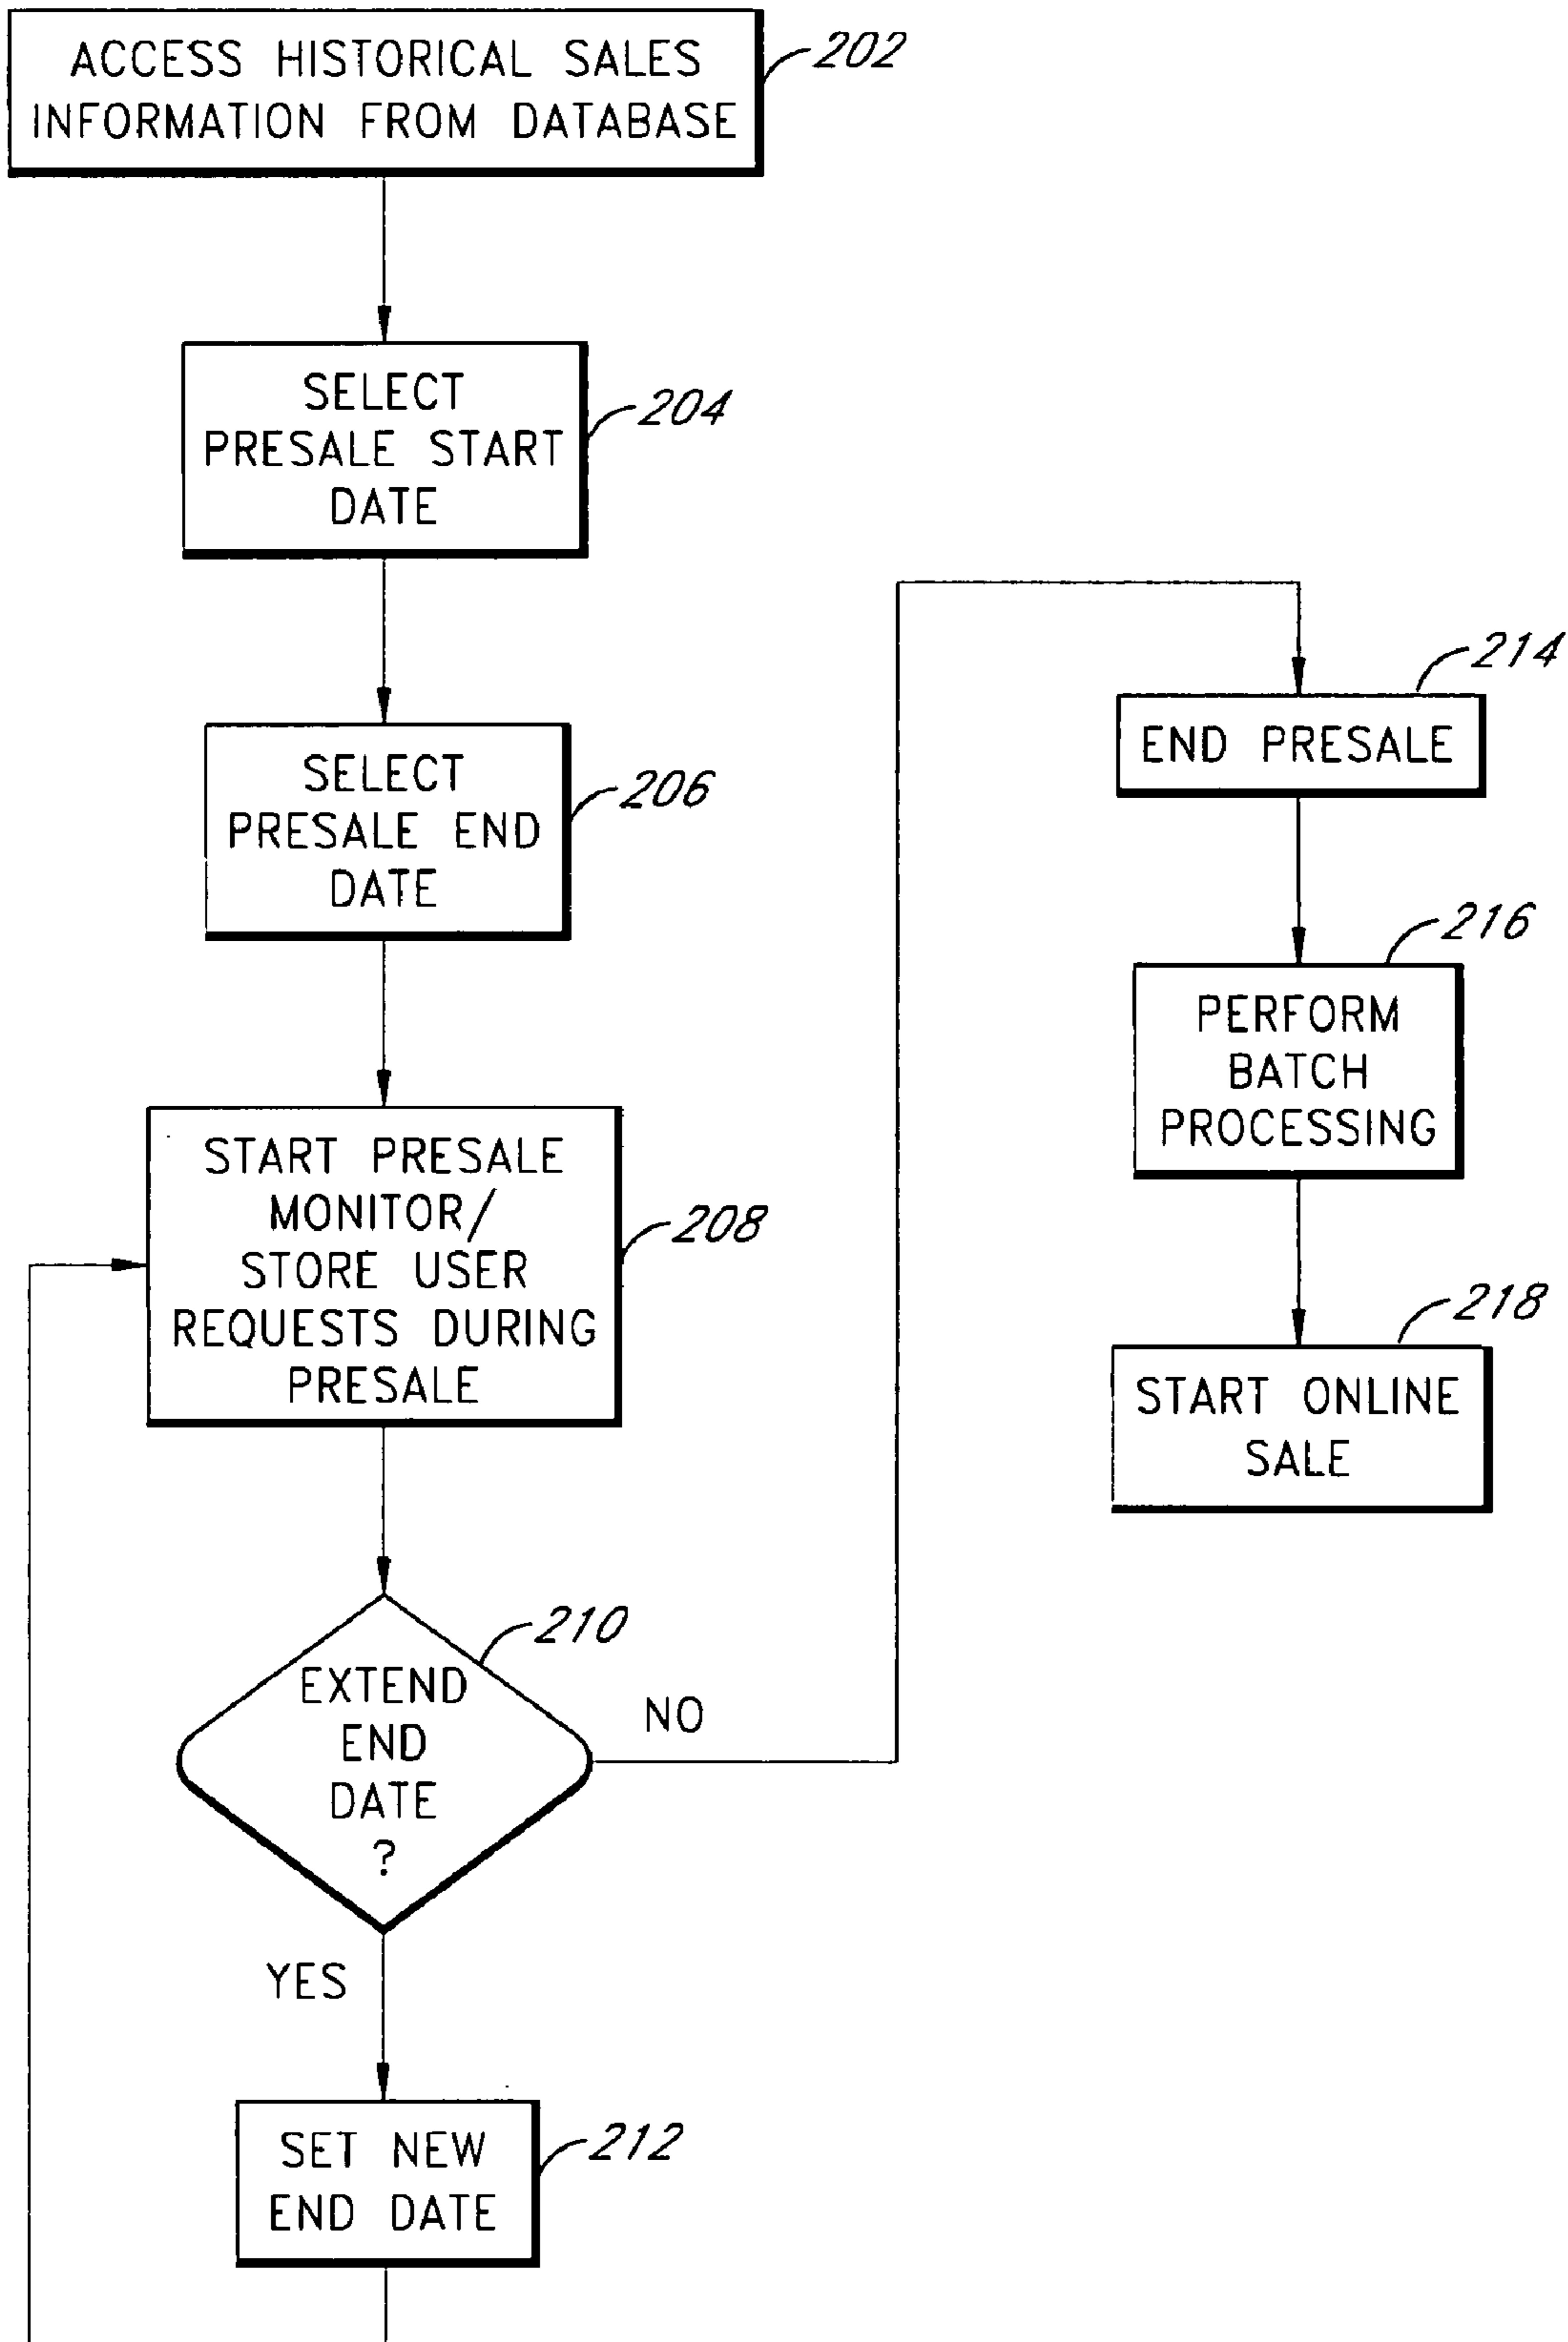 ACCESS HISTORICAL SALES
INFORMATION FROM DATABASE
202
SELECT
PRESALE START
DATE
204
SELECT
PRESALE END
DATE
206
START PRESALE
MONITOR/
STORE USER
REQUESTS DURING
PRESALE
208
EXTEND
END
DATE
?
210
NO
YES
SET NEW
END DATE
212
END PRESALE
214
PERFORM
BATCH
PROCESSING
216
START ONLINE
SALE
218